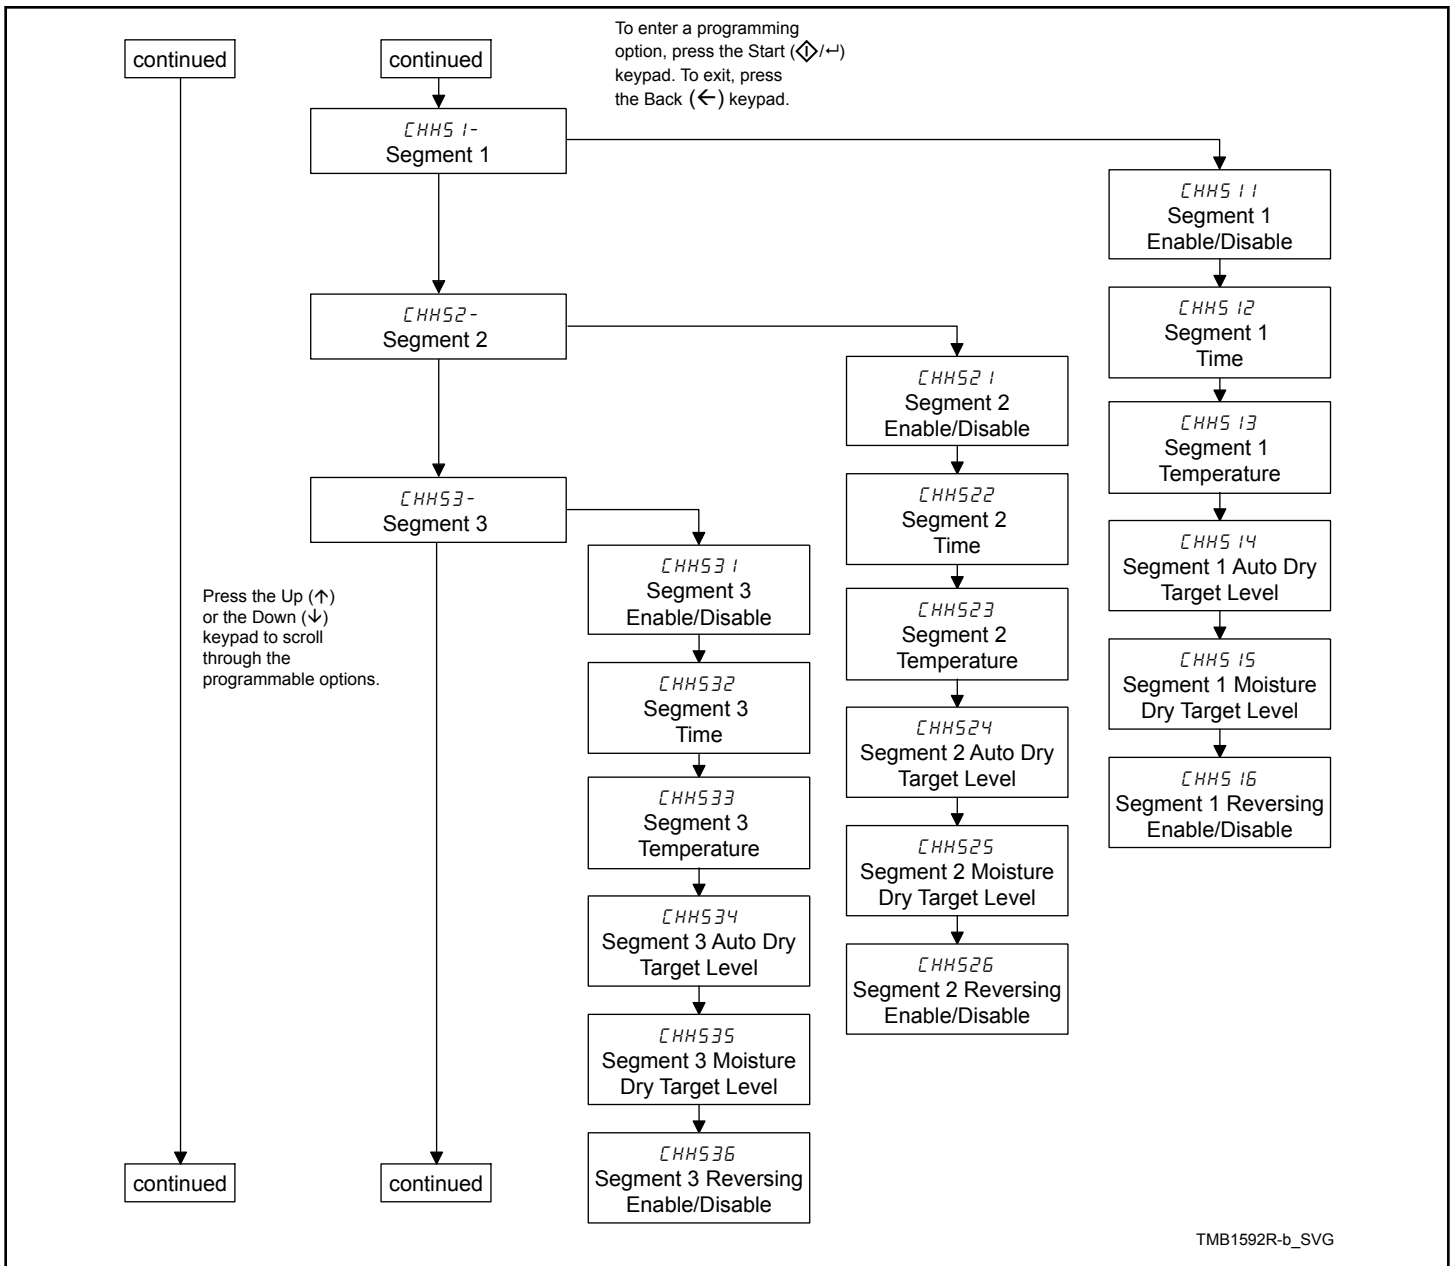 continued
continued
To enter a programming
option, press the Start (/↵)
keypad. To exit, press
the Back (←) keypad.
CHHS1-
Segment 1
CHHS11
Segment 1
Enable/Disable
CHHS12
Segment 1
Time
CHHS13
Segment 1
Temperature
CHHS14
Segment 1 Auto Dry
Target Level
CHHS15
Segment 1 Moisture
Dry Target Level
CHHS16
Segment 1 Reversing
Enable/Disable
CHHS2-
Segment 2
CHHS21
Segment 2
Enable/Disable
CHHS22
Segment 2
Time
CHHS23
Segment 2
Temperature
CHHS24
Segment 2 Auto Dry
Target Level
CHHS25
Segment 2 Moisture
Dry Target Level
CHHS26
Segment 2 Reversing
Enable/Disable
CHHS3-
Segment 3
CHHS31
Segment 3
Enable/Disable
CHHS32
Segment 3
Time
CHHS33
Segment 3
Temperature
CHHS34
Segment 3 Auto Dry
Target Level
CHHS35
Segment 3 Moisture
Dry Target Level
CHHS36
Segment 3 Reversing
Enable/Disable
Press the Up (↑)
or the Down (↓)
keypad to scroll
through the
programmable options.
continued
continued
TMB1592R-b_SVG